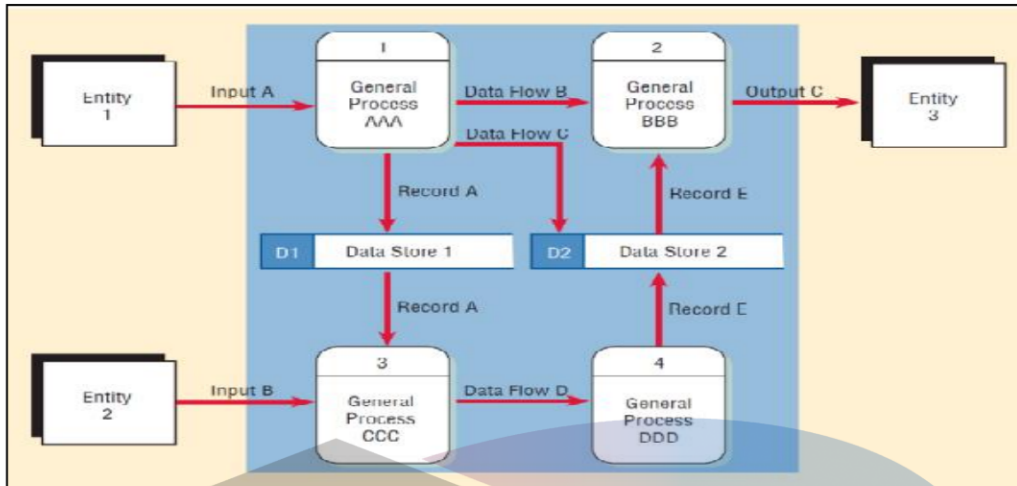 1
General
Process
AAA
2
General
Process
BBB
Entity
1
Input A
Data Flow B
Output C
Entity
3
Data Flow C
Record A
Record E
D1
Data Store 1
D2
Data Store 2
Record A
Record E
Entity
2
Input B
3
General
Process
CCC
Data Flow D
4
General
Process
DDD